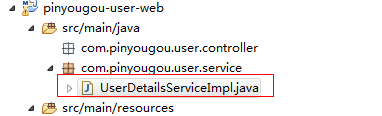 pinyougou-user-web
src/main/java
com.pinyougou.user.controller
com.pinyougou.user.service
UserDetailsServiceImpl.java
src/main/resources